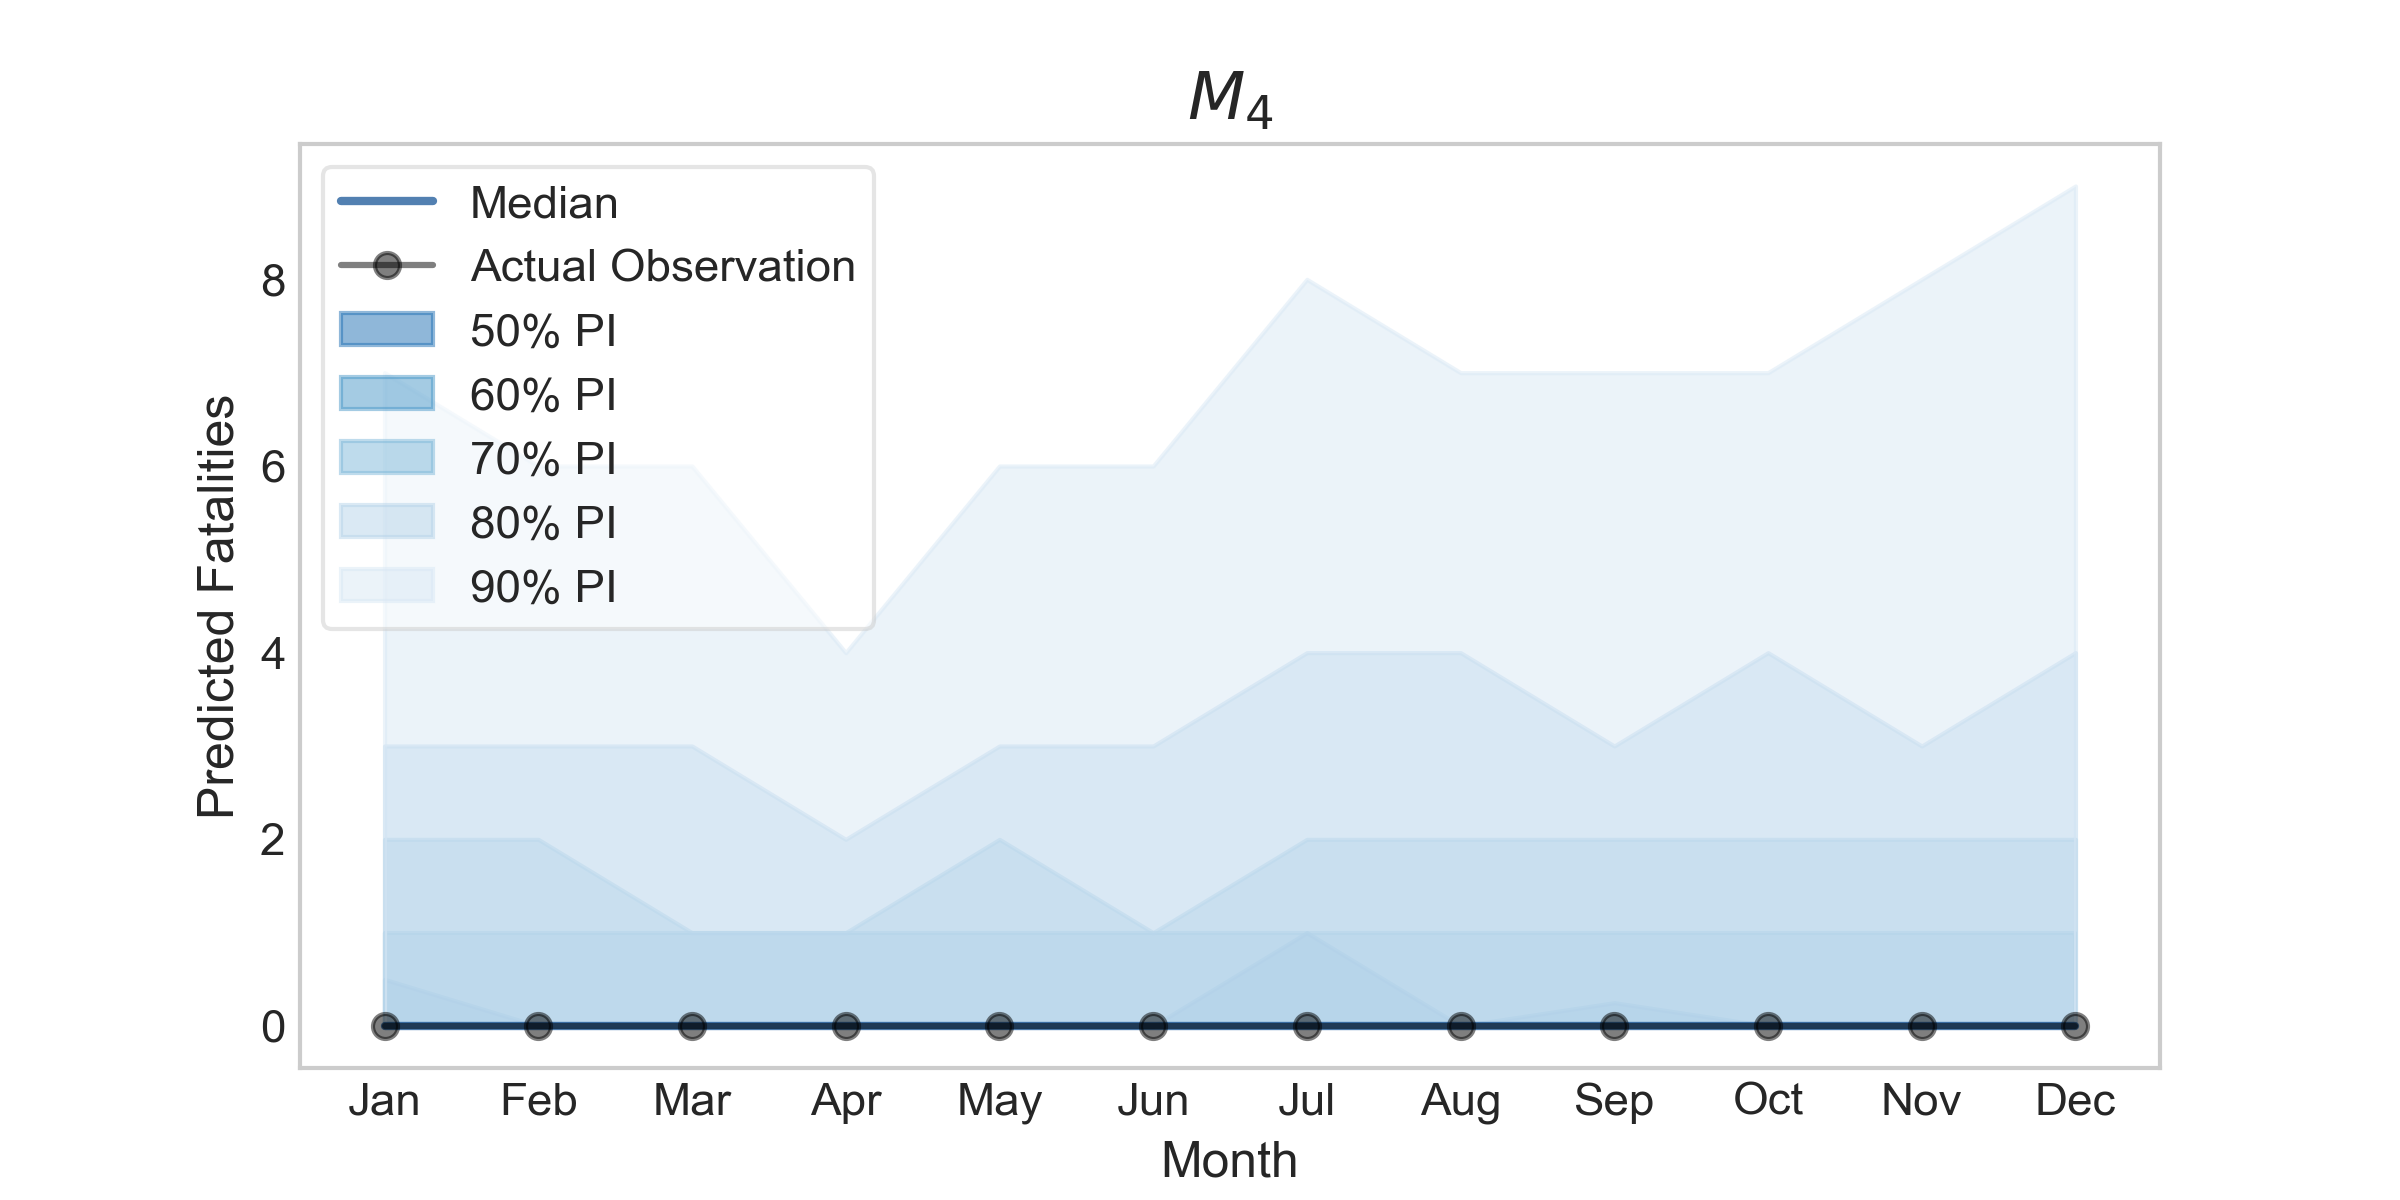 M4
Median
Actual Observation
50% PI
60% PI
70% PI
80% PI
90% PI
Predicted Fatalities
8
6
4
2
0
Jan Feb Mar Apr May Jun Jul Aug Sep Oct Nov Dec
Month